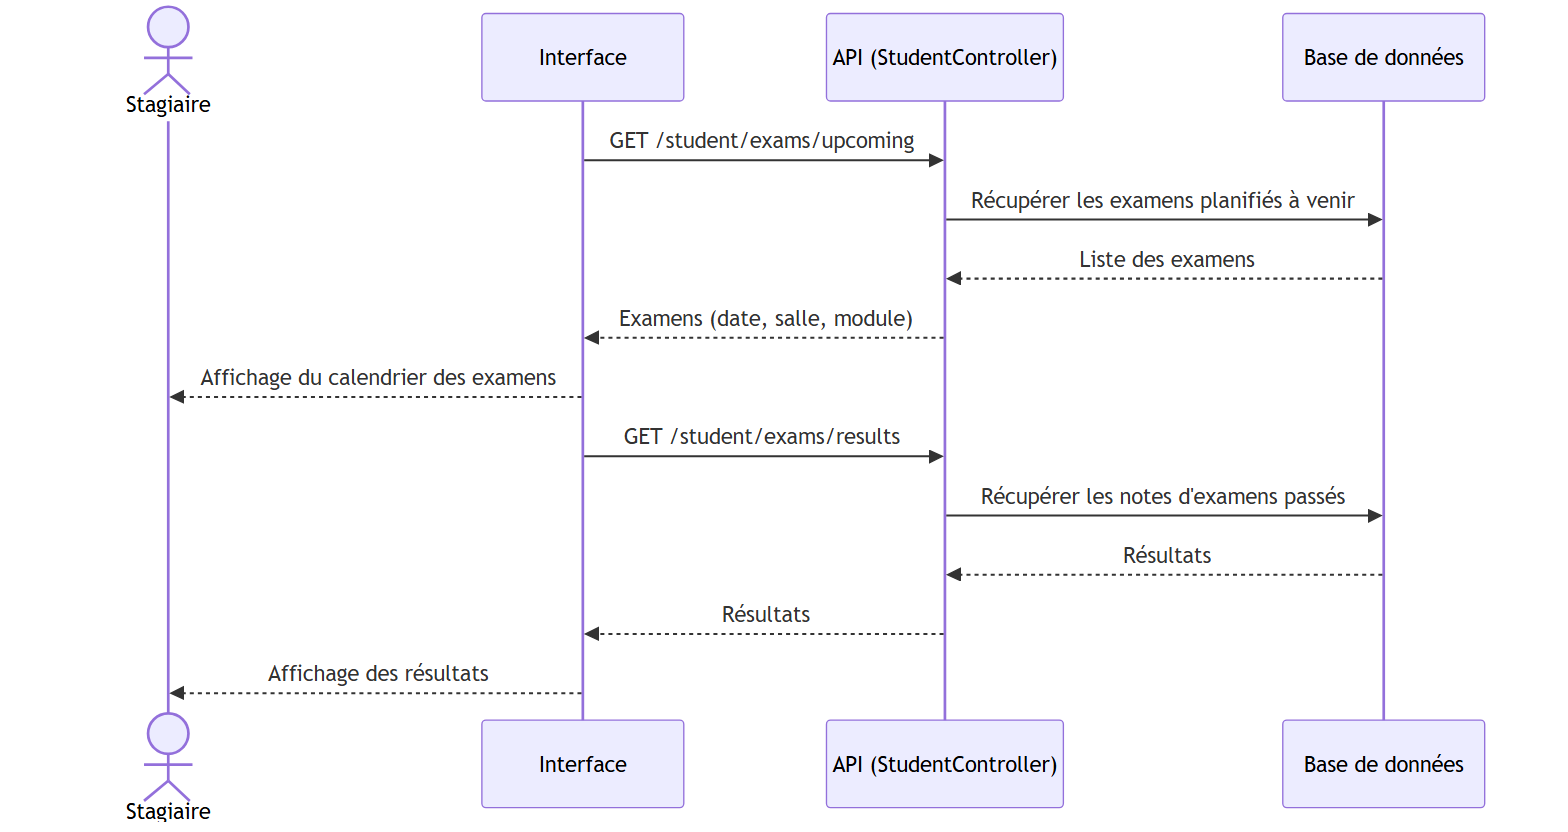 Stagiaire
Interface
API (StudentController)
Base de données
GET /student/exams/upcoming
Récupérer les examens planifiés à venir
Liste des examens
Examens (date, salle, module)
Affichage du calendrier des examens
GET /student/exams/results
Récupérer les notes d'examens passés
Résultats
Résultats
Affichage des résultats
Stagiaire
Interface
API (StudentController)
Base de données